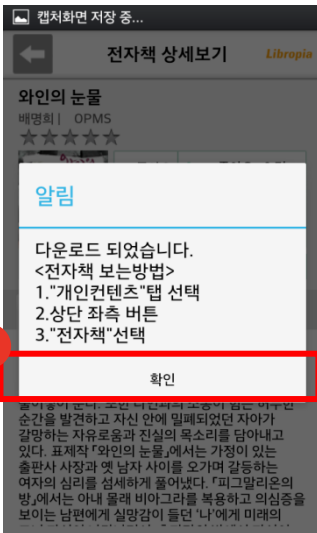 캡처화면 저장 중...
전자책 상세보기
Libropia
와인의 눈물
배명희 | OPMS
알림
다운로드 되었습니다.
<전자책 보는방법>
1."개인컨텐츠"탭 선택
2.상단 좌측 버튼
3."전자책"선택
확인
순간을 발견하고 자신 안에 밀폐되었던 자아가
갈망하는 자유로움과 진실의 목소리를 담아내고
있다. 표제작 「와인의 눈물」에서는 가정이 있는
출판사 사장과 옛 남자 사이를 오가며 갈등하는
여자의 심리를 섬세하게 풀어냈다. 「피그말리온의
방」에서는 아내 몰래 비아그라를 복용하고 의심증을
보이는 남편에게 실망감이 들던 '나'에게 미래의